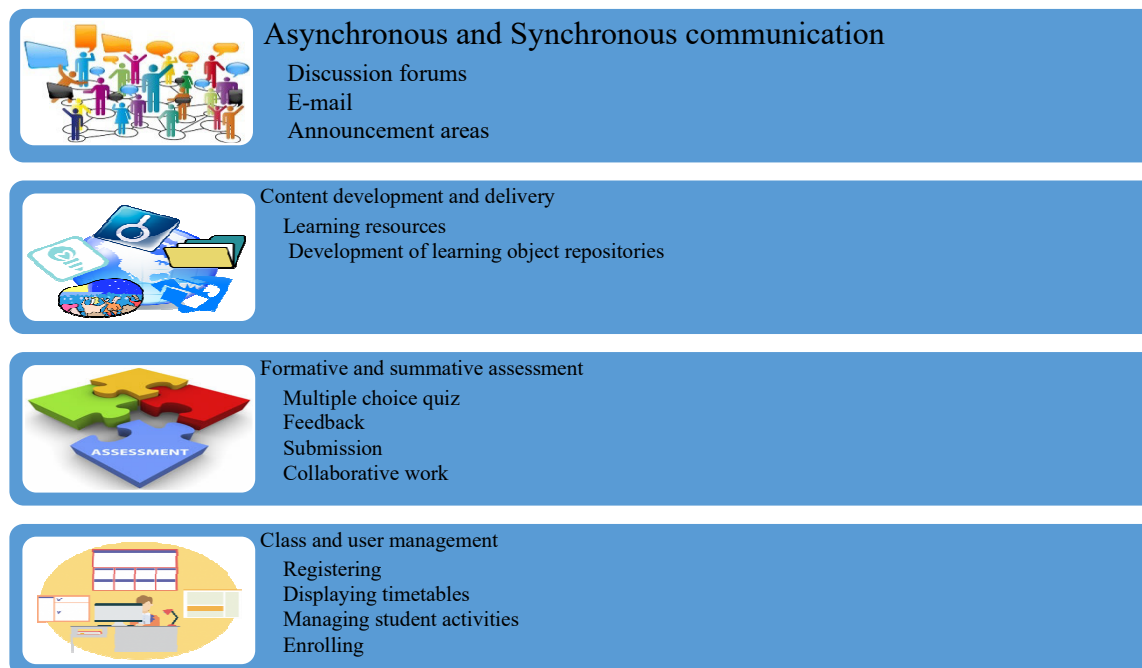 Asynchronous and Synchronous communication
Discussion forums
E-mail
Announcement areas
Content development and delivery
Learning resources
Development of learning object repositories
Formative and summative assessment
Multiple choice quiz
Feedback
Submission
Collaborative work
ASSESSMENT
Class and user management
Registering
Displaying timetables
Managing student activities
Enrolling